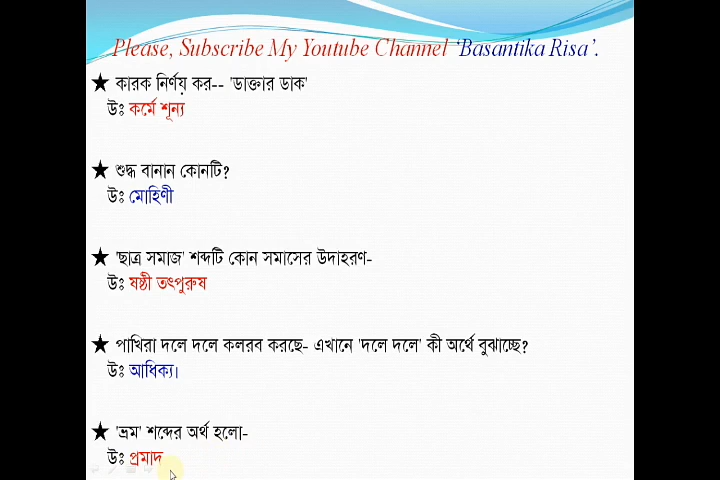 Please, Subscribe My Youtube Channel ‘Basantika Risa’.
★ কারক নির্ণয় কর-- 'ডাক্তার ডাক'
উঃ কর্মে শূন্য
★ শুদ্ধ বানান কোনটি?
উঃ মোহিণী
★ 'ছাত্র সমাজ' শব্দটি কোন সমাসের উদাহরণ-
উঃ ষষ্ঠী তৎপুরুষ
★ পাখিরা দলে দলে কলরব করছে- এখানে 'দলে দলে' কী অর্থে বুঝাচ্ছে?
উঃ আধিক্য।
★ 'ভ্রম' শব্দের অর্থ হলো-
উঃ প্রমাদ